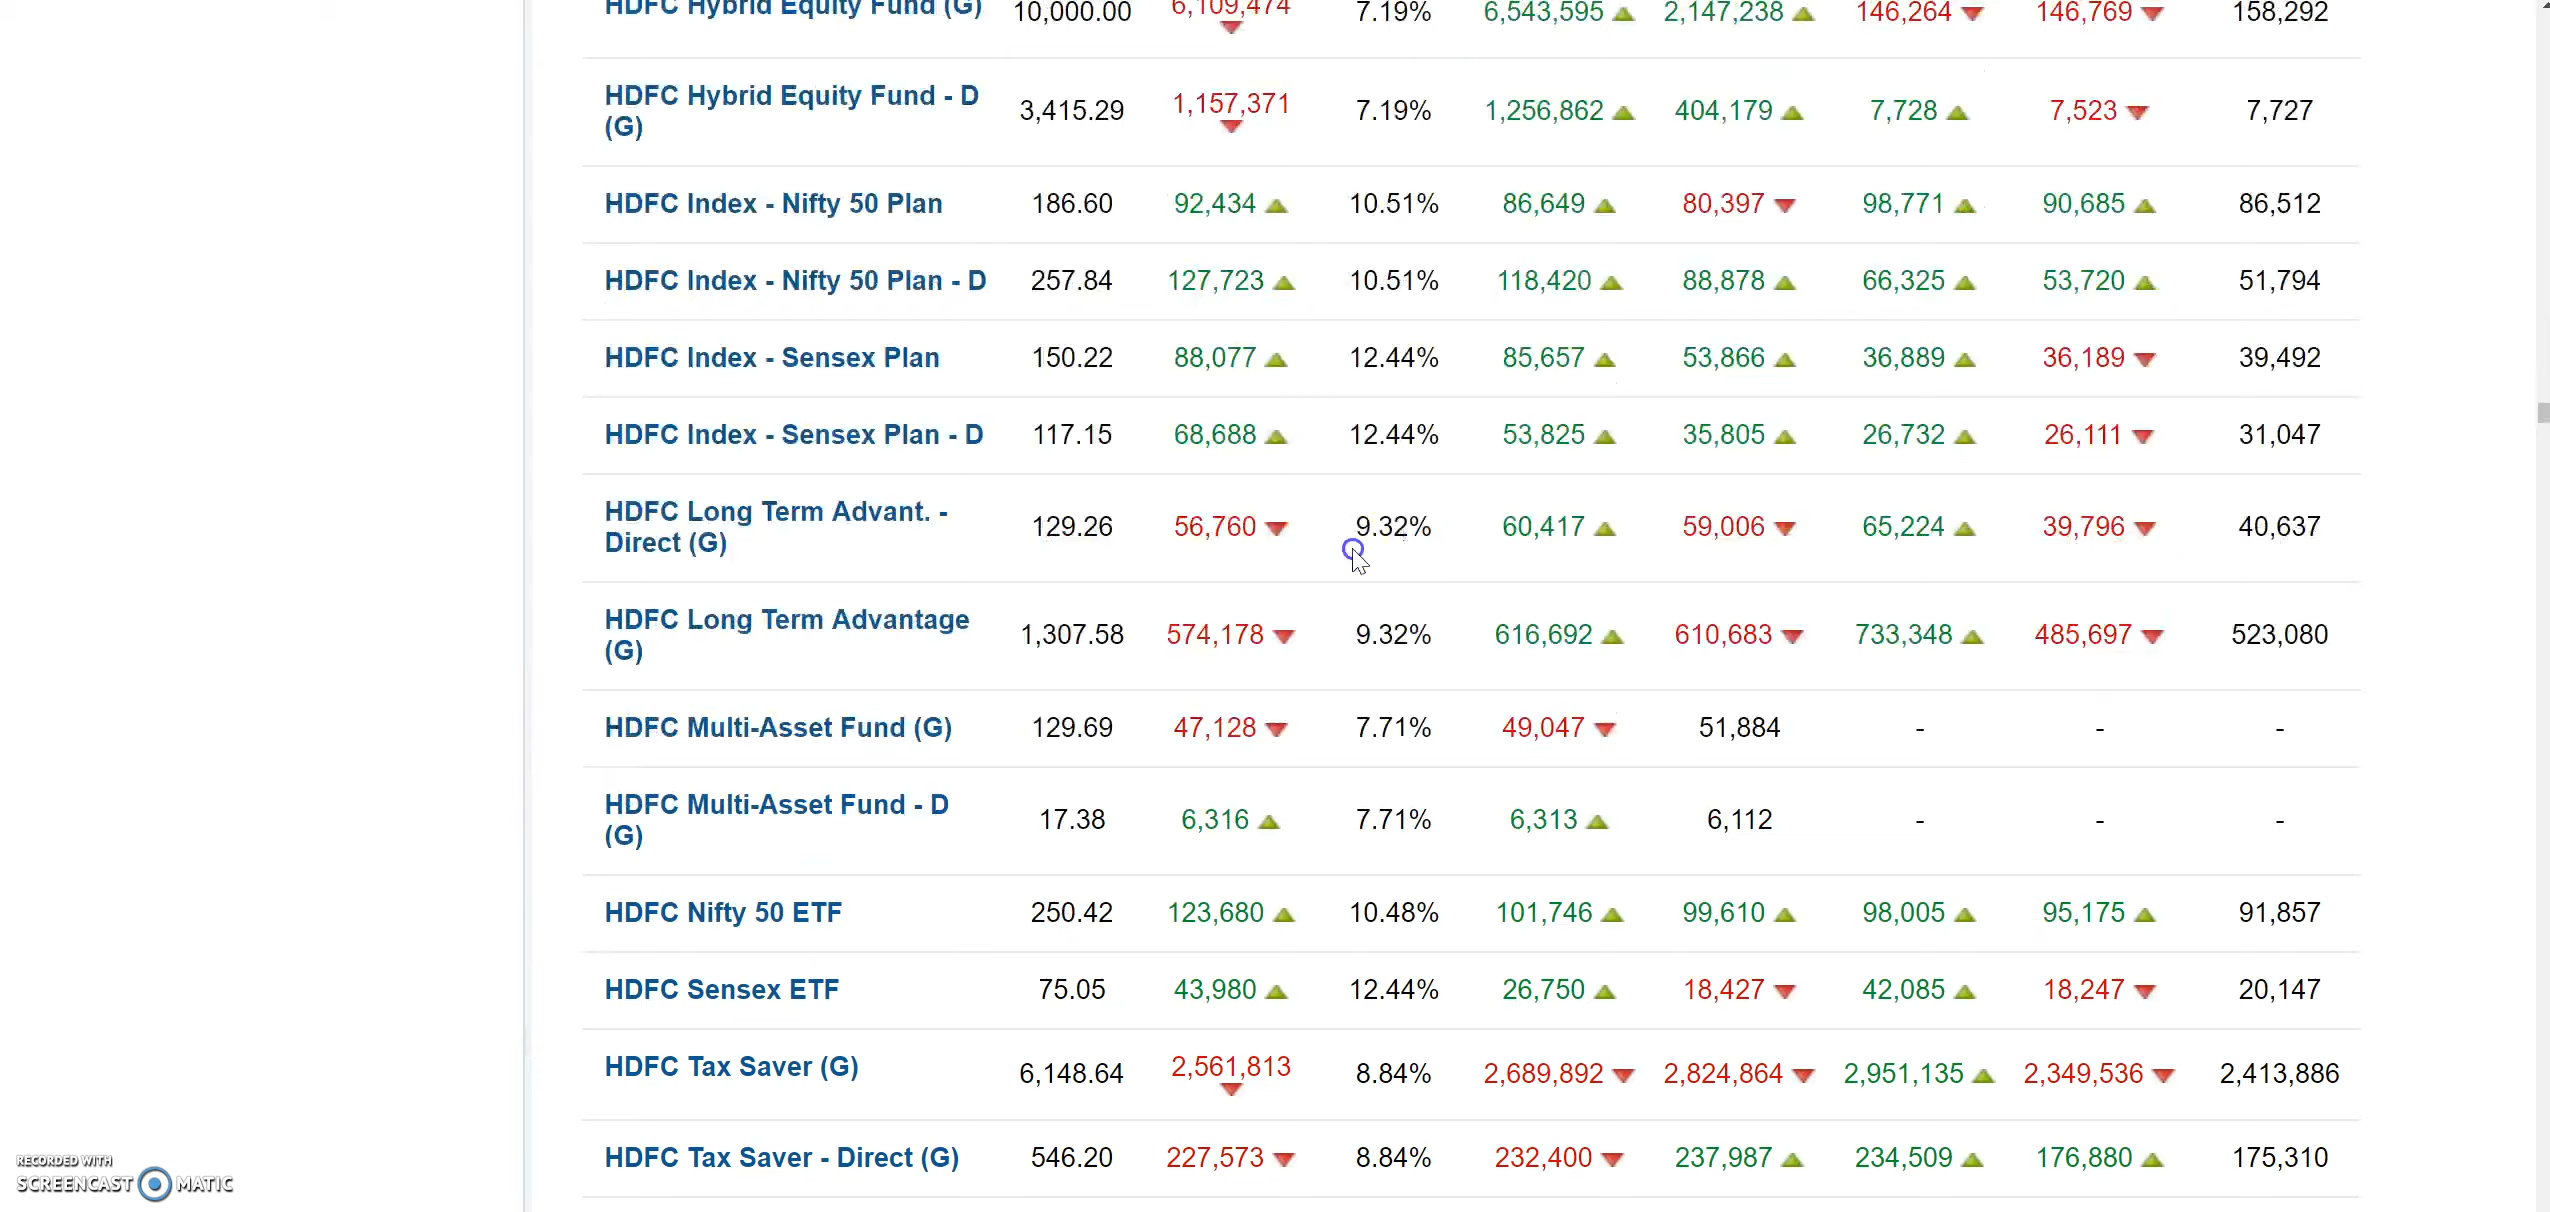 HDFC Hybrid Equity Fund (G) 10,000.00 6,109,474 7.19% 6,543,595 2,147,238 146,264 146,769 158,292
HDFC Hybrid Equity Fund - D
(G) 3,415.29 1,157,371 7.19% 1,256,862 404,179 7,728 7,523 7,727
HDFC Index - Nifty 50 Plan 186.60 92,434 10.51% 86,649 80,397 98,771 90,685 86,512
HDFC Index - Nifty 50 Plan - D 257.84 127,723 10.51% 118,420 88,878 66,325 53,720 51,794
HDFC Index - Sensex Plan 150.22 88,077 12.44% 85,657 53,866 36,889 36,189 39,492
HDFC Index - Sensex Plan - D 117.15 68,688 12.44% 53,825 35,805 26,732 26,111 31,047
HDFC Long Term Advant. -
Direct (G) 129.26 56,760 9.32% 60,417 59,006 65,224 39,796 40,637
HDFC Long Term Advantage
(G) 1,307.58 574,178 9.32% 616,692 610,683 733,348 485,697 523,080
HDFC Multi-Asset Fund (G) 129.69 47,128 7.71% 49,047 51,884 - - -
HDFC Multi-Asset Fund - D
(G) 17.38 6,316 7.71% 6,313 6,112 - - -
HDFC Nifty 50 ETF 250.42 123,680 10.48% 101,746 99,610 98,005 95,175 91,857
HDFC Sensex ETF 75.05 43,980 12.44% 26,750 18,427 42,085 18,247 20,147
HDFC Tax Saver (G) 6,148.64 2,561,813 8.84% 2,689,892 2,824,864 2,951,135 2,349,536 2,413,886
HDFC Tax Saver - Direct (G) 546.20 227,573 8.84% 232,400 237,987 234,509 176,880 175,310
RECORDED WITH
SCREENCAST MATIC